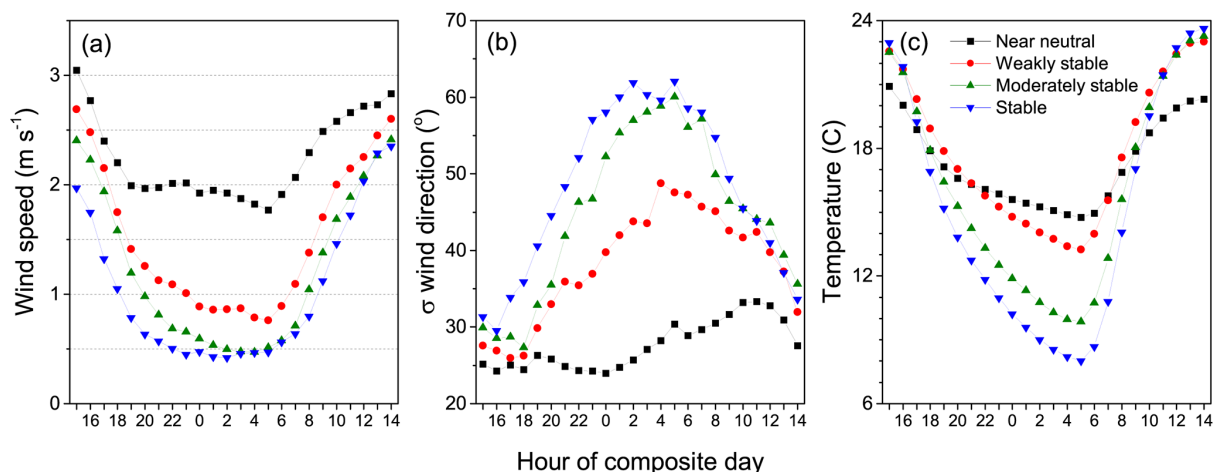 (a)
Wind speed (m s⁻¹)
3
2
1
0
16 18 20 22 0 2 4 6 8 10 12 14
(b)
σ wind direction (°)
70
60
50
40
30
20
16 18 20 22 0 2 4 6 8 10 12 14
(c)
Near neutral
Weakly stable
Moderately stable
Stable
Temperature (C)
24
18
12
6
16 18 20 22 0 2 4 6 8 10 12 14
Hour of composite day